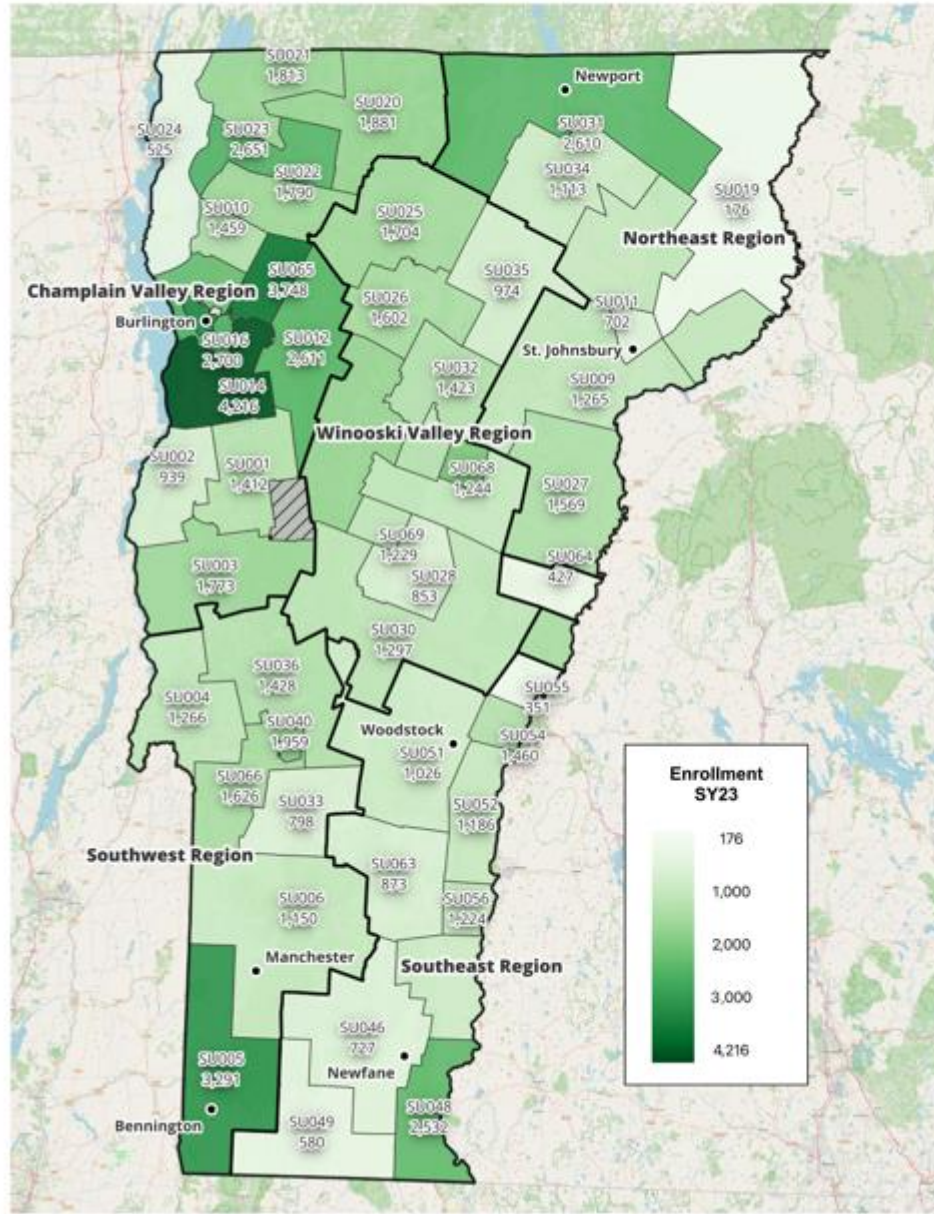 SU021
1,813
Newport
SU020
1,881
SU024
525
SU023
2,651
SU031
2,610
SU022
1,790
SU034
1,113
SU019
176
SU010
1,459
SU025
1,704
Northeast Region
SU065
3,748
SU035
974
Champlain Valley Region
SU026
1,602
SU011
702
Burlington
SU016
2,700
SU012
2,611
St. Johnsbury
SU032
1,423
SU014
4,216
SU009
1,265
Winooski Valley Region
SU002
939
SU001
1,412
SU068
1,244
SU027
1,569
SU069
1,229
SU003
1,773
SU064
427
SU028
853
SU030
1,297
SU036
1,428
SU004
1,266
SU055
351
SU040
1,959
Woodstock
SU051
1,026
SU054
1,460
SU066
1,626
SU033
798
SU052
1,186
Southwest Region
SU063
873
SU006
1,150
SU056
1,224
Manchester
Southeast Region
SU046
727
Newfane
SU005
3,291
Bennington
SU049
580
SU048
2,532
Enrollment
SY23
176
1,000
2,000
3,000
4,216